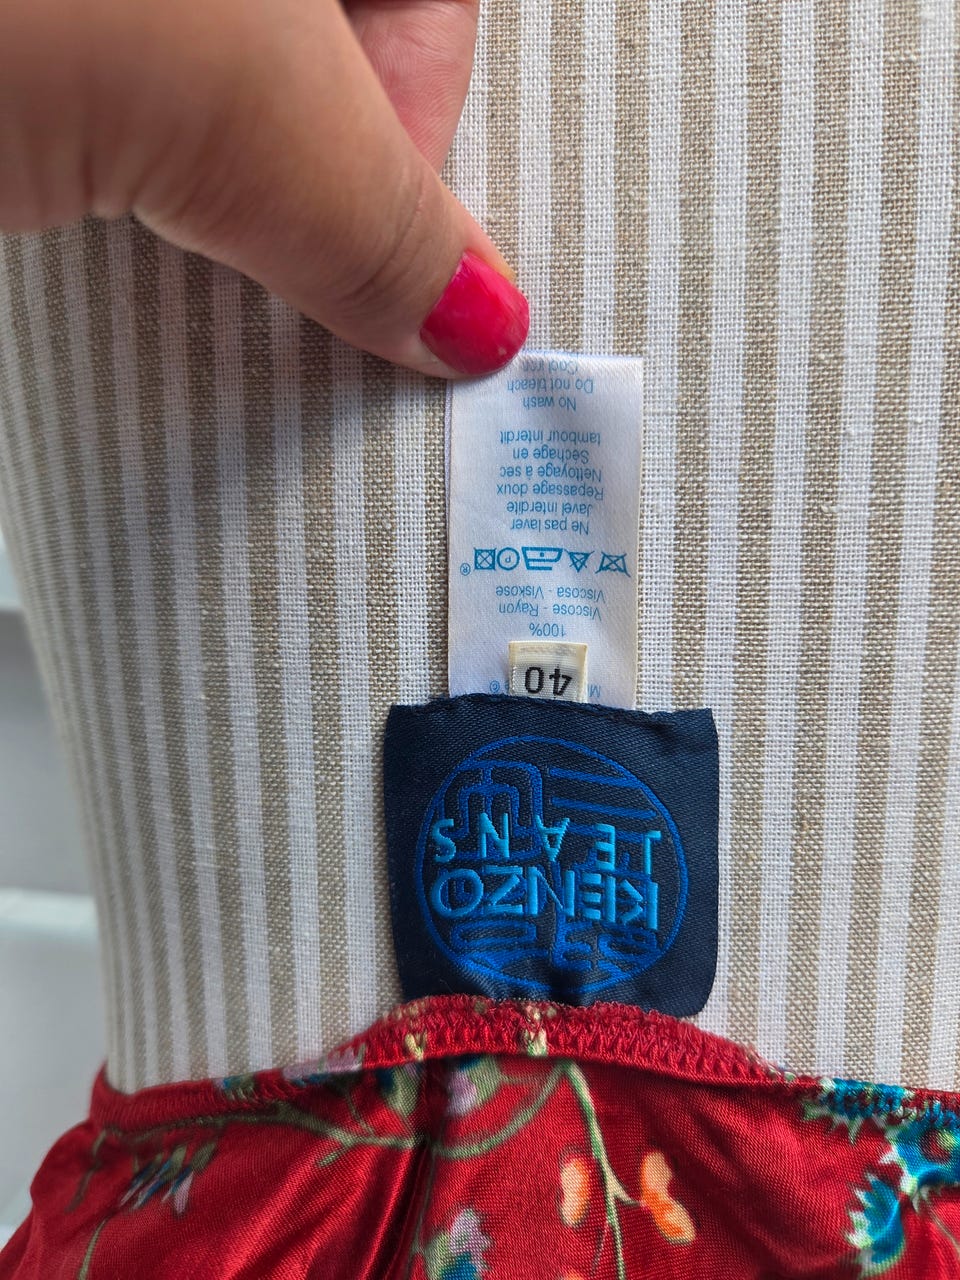 KENZO
JEANS
40
100%
Viscose - Rayon
Viscosa - Viskose
Ne pas laver
Javel interdite
Repassage doux
Nettoyage à sec
Séchage en
tambour interdit
No wash
Do not bleach
Cool iron